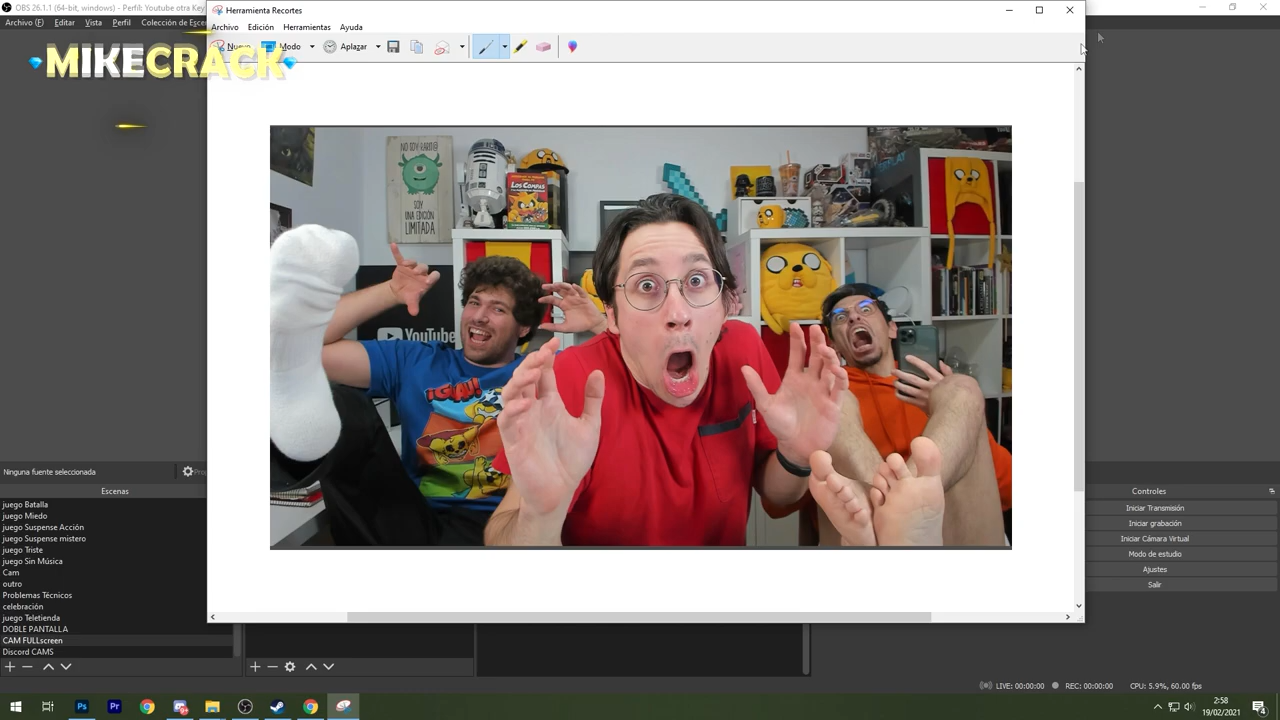 OBS 26.1.1 (64-bit, windows) - Perfil: Youtube otra Key
Herramienta Recortes
Archivo (F) Editar Vista Perfil Colección de Escen
Archivo Edición Herramientas Ayuda
Nuevo Modo Aplazar
MIKECRACK
NO SOY RARO@
SOY
UNA EDICIÓN
LIMITADA
LOS COMPAS
YouTube
Ninguna fuente seleccionada
Escenas
juego Batalla
juego Miedo
juego Suspense Acción
juego Suspense mistero
juego Triste
juego Sin Música
Cam
outro
Problemas Técnicos
celebración
juego Teletienda
DOBLE PANTALLA
CAM FULLscreen
Discord CAMS
Controles
Iniciar Transmisión
Iniciar grabación
Iniciar Cámara Virtual
Modo de estudio
Ajustes
Salir
LIVE: 00:00:00 REC: 00:00:00 CPU: 5.9%, 60.00 fps
2:58
19/02/2021
4